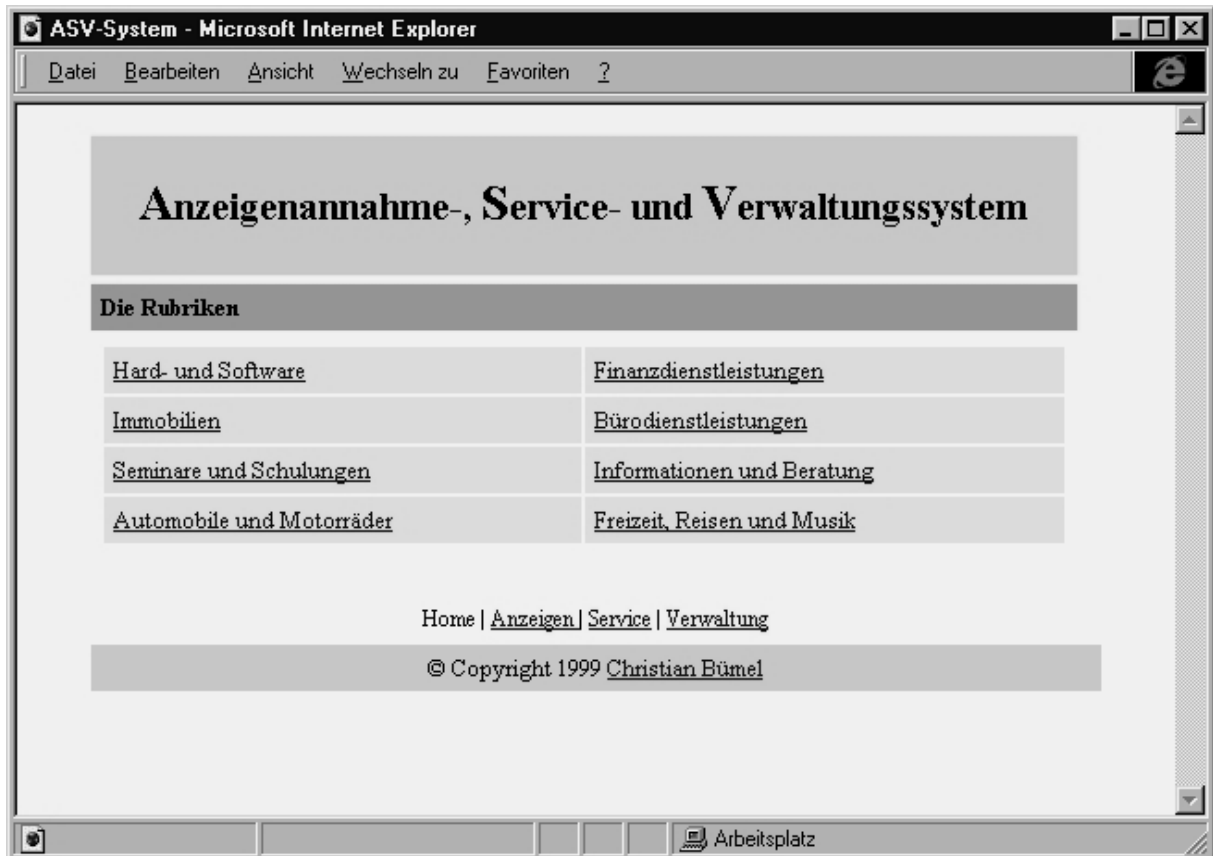 ASV-System - Microsoft Internet Explorer
Datei Bearbeiten Ansicht Wechseln zu Favoriten ?
Anzeigenannahme-, Service- und Verwaltungssystem
Die Rubriken
Hard- und Software Finanzdienstleistungen
Immobilien Bürodienstleistungen
Seminare und Schulungen Informationen und Beratung
Automobile und Motorräder Freizeit, Reisen und Musik
Home | Anzeigen | Service | Verwaltung
© Copyright 1999 Christian Bümel
Arbeitsplatz